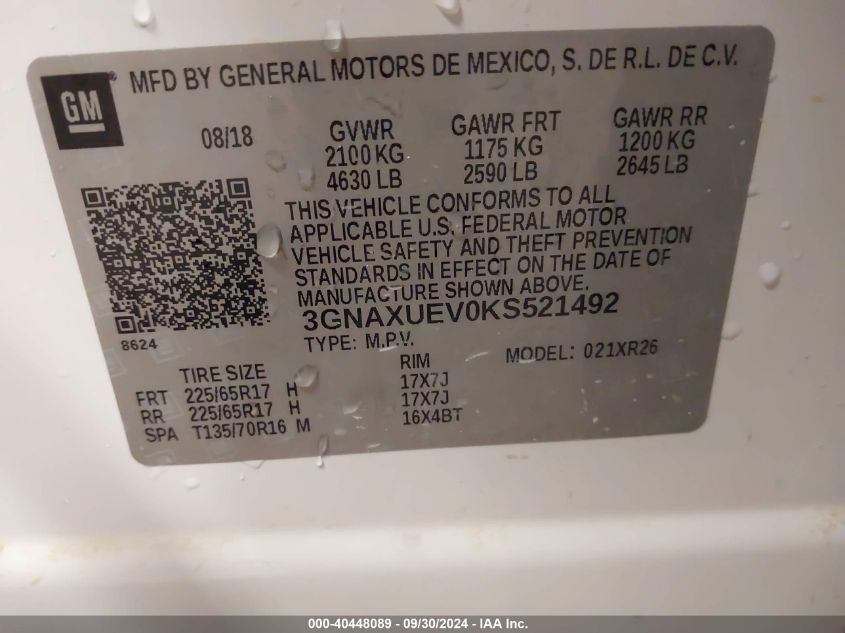 GM ® MFD BY GENERAL MOTORS DE MEXICO, S. DE R.L. DE C.V.
08/18 GVWR GAWR FRT GAWR RR
2100 KG 1175 KG 1200 KG
4630 LB 2590 LB 2645 LB
THIS VEHICLE CONFORMS TO ALL
APPLICABLE U.S. FEDERAL MOTOR
VEHICLE SAFETY AND THEFT PREVENTION
STANDARDS IN EFFECT ON THE DATE OF
MANUFACTURE SHOWN ABOVE.
3GNAXUEV0KS521492
8624
TYPE: M.P.V. MODEL: 021XR26
TIRE SIZE RIM
FRT 225/65R17 H 17X7J
RR 225/65R17 H 17X7J
SPA T135/70R16 M 16X4BT
000-40448089 - 09/30/2024 - IAA Inc.